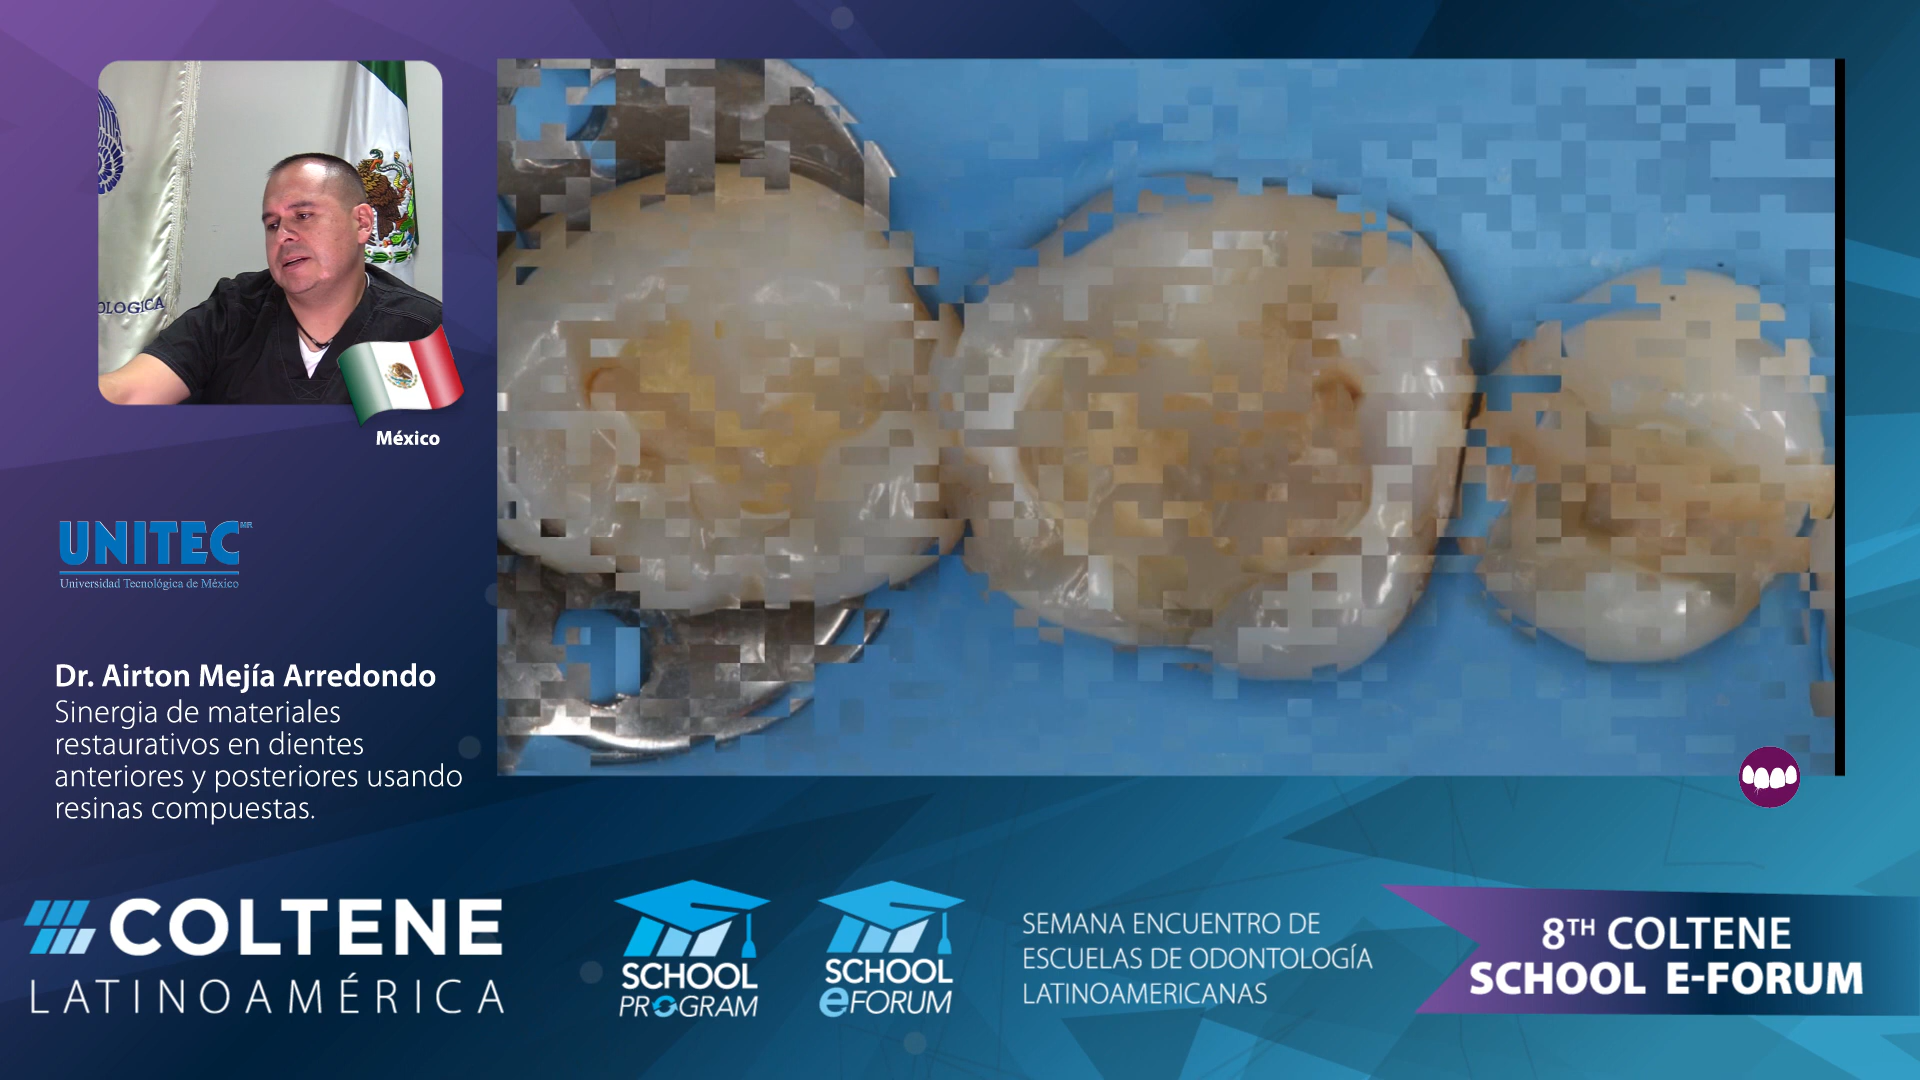 OLOGICA
México
UNITEC MR
Universidad Tecnológica de México
Dr. Airton Mejía Arredondo
Sinergia de materiales
restaurativos en dientes
anteriores y posteriores usando
resinas compuestas.
COLTENE
LATINOAMÉRICA
SCHOOL
PROGRAM
SCHOOL
eFORUM
SEMANA ENCUENTRO DE
ESCUELAS DE ODONTOLOGÍA
LATINOAMERICANAS
8TH COLTENE
SCHOOL E-FORUM